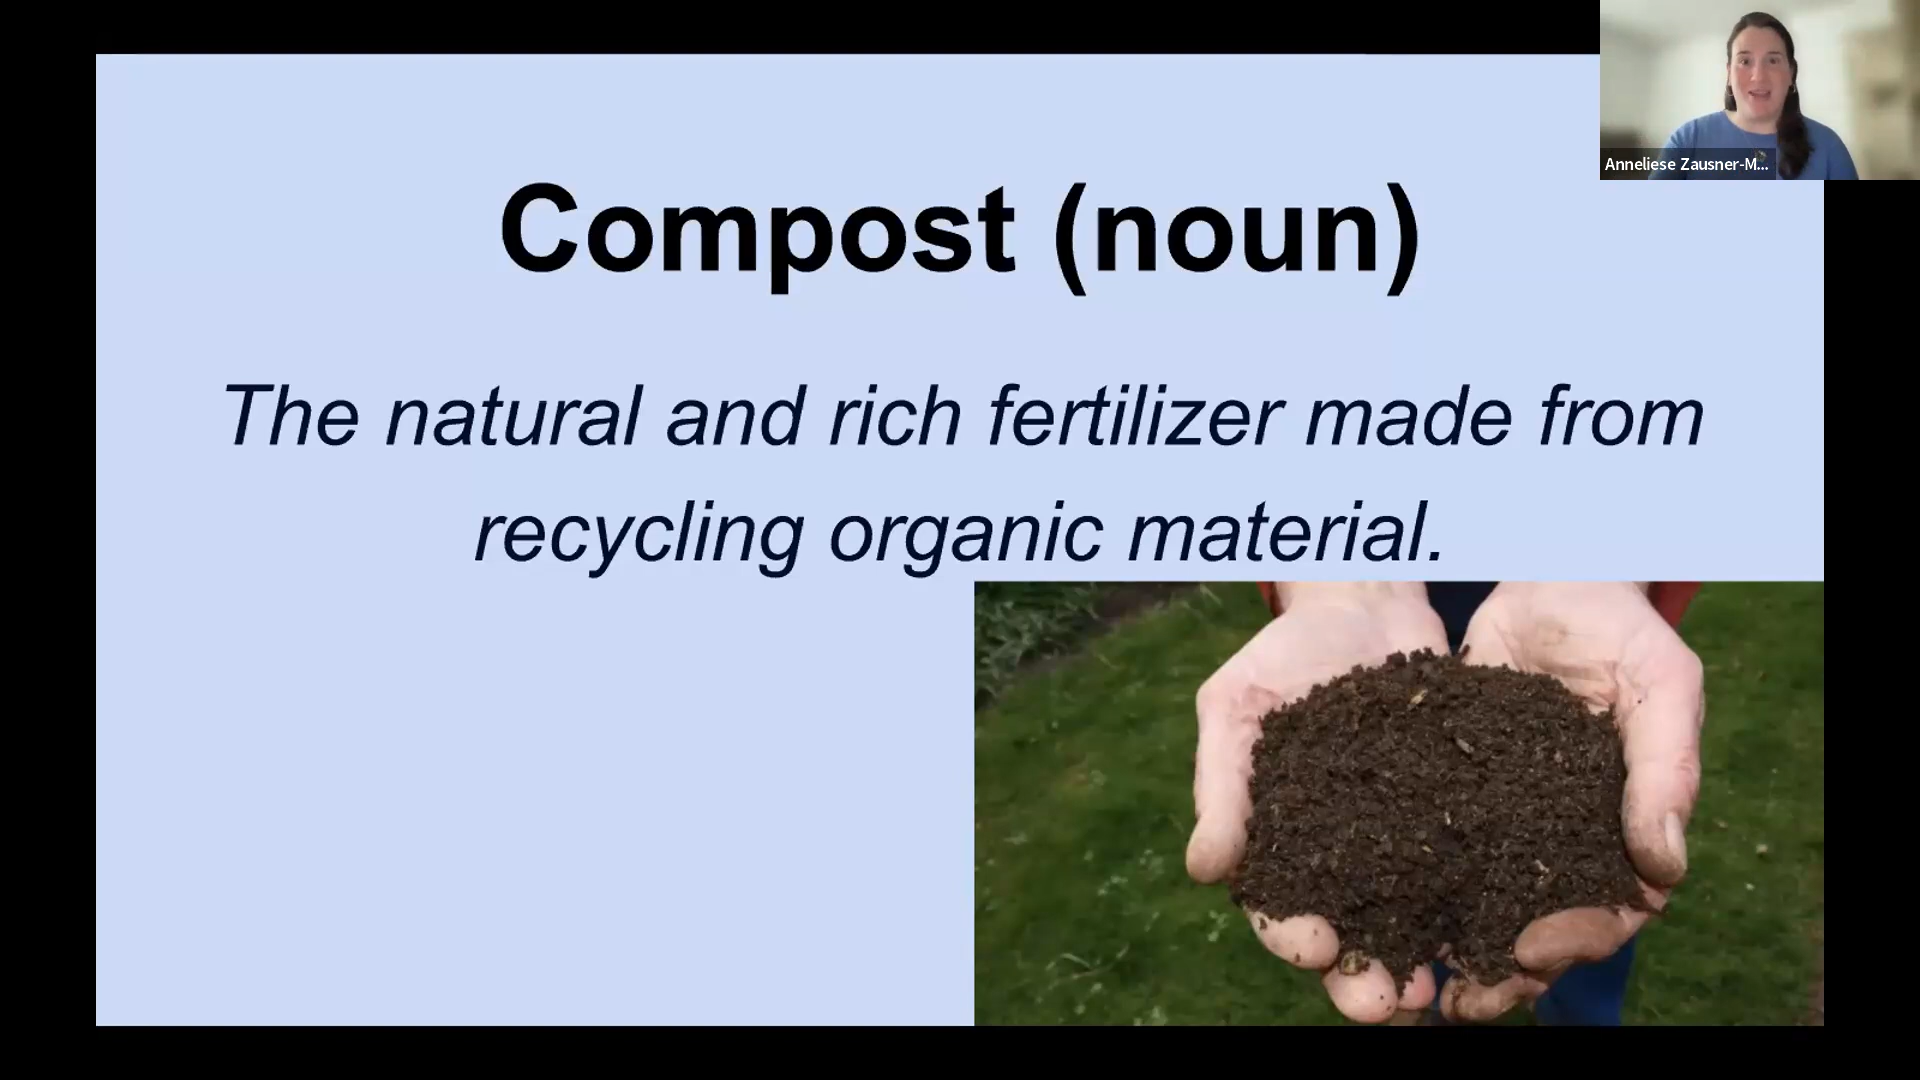 Anneliese Zausner-M...
Compost (noun)
The natural and rich fertilizer made from
recycling organic material.